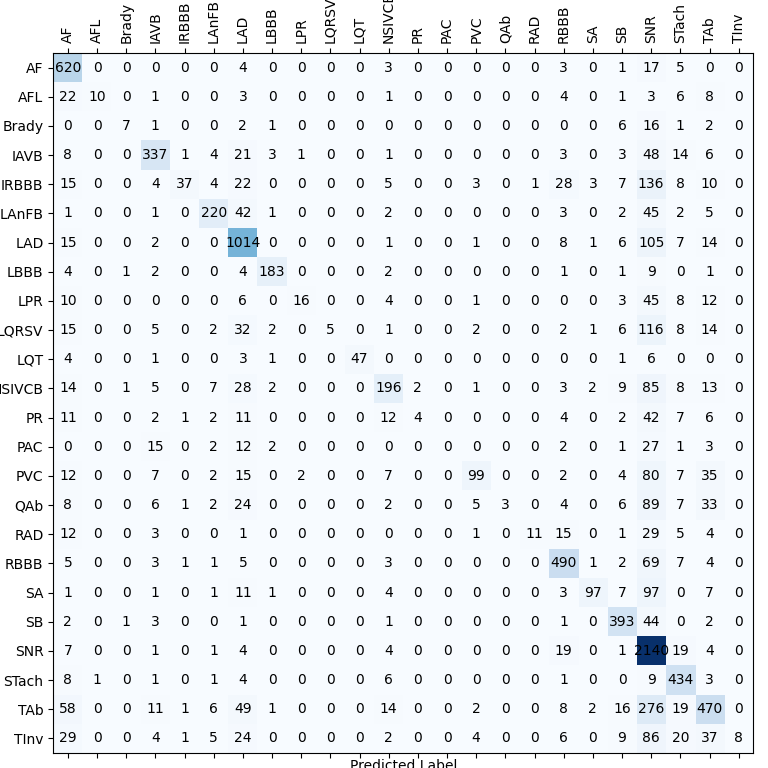 AF AFL Brady IAVB IRBBB LAnFB LAD LBBB LPR LQRSV LQT NSIVCB PR PAC PVC QAb RAD RBBB SA SB SNR STach TAb TInv
AF 620 0 0 0 0 0 4 0 0 0 0 3 0 0 0 0 0 3 0 1 17 5 0 0
AFL 22 10 0 1 0 0 3 0 0 0 0 1 0 0 0 0 0 4 0 1 3 6 8 0
Brady 0 0 7 1 0 0 2 1 0 0 0 0 0 0 0 0 0 0 0 6 16 1 2 0
IAVB 8 0 0 337 1 4 21 3 1 0 0 1 0 0 0 0 0 3 0 3 48 14 6 0
IRBBB 15 0 0 4 37 4 22 0 0 0 0 5 0 0 3 0 1 28 3 7 136 8 10 0
LAnFB 1 0 0 1 0 220 42 1 0 0 0 2 0 0 0 0 0 3 0 2 45 2 5 0
LAD 15 0 0 2 0 0 1014 0 0 0 0 1 0 0 1 0 0 8 1 6 105 7 14 0
LBBB 4 0 1 2 0 0 4 183 0 0 0 2 0 0 0 0 0 1 0 1 9 0 1 0
LPR 10 0 0 0 0 0 6 0 16 0 0 4 0 0 1 0 0 0 0 3 45 8 12 0
LQRSV 15 0 0 5 0 2 32 2 0 5 0 1 0 0 2 0 0 2 1 6 116 8 14 0
LQT 4 0 0 1 0 0 3 1 0 0 47 0 0 0 0 0 0 0 0 1 6 0 0 0
NSIVCB 14 0 1 5 0 7 28 2 0 0 0 196 2 0 1 0 0 3 2 9 85 8 13 0
PR 11 0 0 2 1 2 11 0 0 0 0 12 4 0 0 0 0 4 0 2 42 7 6 0
PAC 0 0 0 15 0 2 12 2 0 0 0 0 0 0 0 0 0 2 0 1 27 1 3 0
PVC 12 0 0 7 0 2 15 0 2 0 0 7 0 0 99 0 0 2 0 4 80 7 35 0
QAb 8 0 0 6 1 2 24 0 0 0 0 2 0 0 5 3 0 4 0 6 89 7 33 0
RAD 12 0 0 3 0 0 1 0 0 0 0 0 0 0 1 0 11 15 0 1 29 5 4 0
RBBB 5 0 0 3 1 1 5 0 0 0 0 3 0 0 0 0 0 490 1 2 69 7 4 0
SA 1 0 0 1 0 1 11 1 0 0 0 4 0 0 0 0 0 3 97 7 97 0 7 0
SB 2 0 1 3 0 0 1 0 0 0 0 1 0 0 0 0 0 1 0 393 44 0 2 0
SNR 7 0 0 1 0 1 4 0 0 0 0 4 0 0 0 0 0 19 0 1 2140 19 4 0
STach 8 1 0 1 0 1 4 0 0 0 0 6 0 0 0 0 0 1 0 0 9 434 3 0
TAb 58 0 0 11 1 6 49 1 0 0 0 14 0 0 2 0 0 8 2 16 276 19 470 0
TInv 29 0 0 4 1 5 24 0 0 0 0 2 0 0 4 0 0 6 0 9 86 20 37 8
Predicted Label